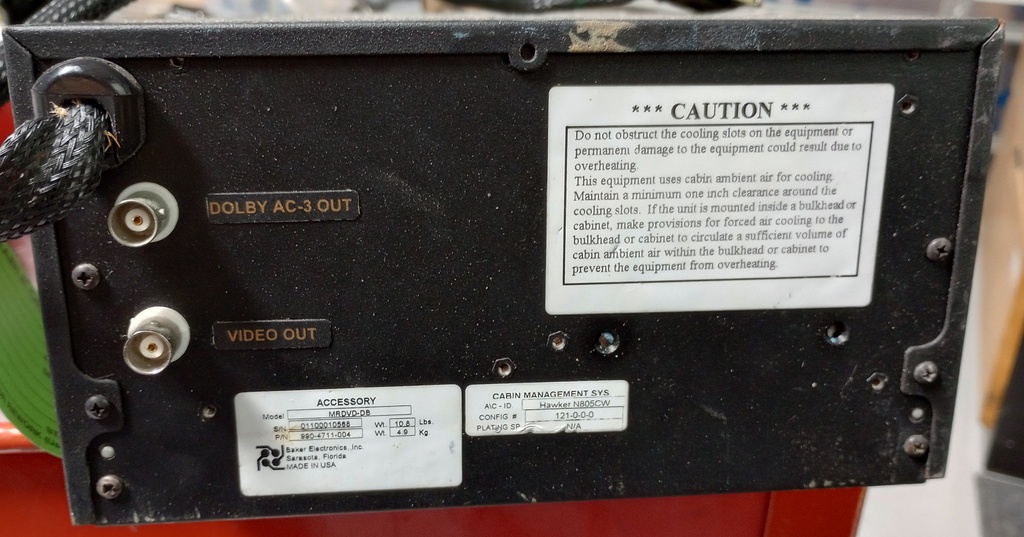 *** CAUTION ***
Do not obstruct the cooling slots on the equipment or
permanent damage to the equipment could result due to
overheating.
This equipment uses cabin ambient air for cooling.
Maintain a minimum one inch clearance around the
cooling slots. If the unit is mounted inside a bulkhead or
cabinet, make provisions for forced air cooling to the
bulkhead or cabinet to circulate a sufficient volume of
cabin ambient air within the bulkhead or cabinet to
prevent the equipment from overheating.
DOLBY AC-3 OUT
VIDEO OUT
ACCESSORY
Model MRDVD-DB
S/N 01100010568 Wt. 10.8 Lbs.
P/N 990-4711-004 Wt. 4.9 Kg.
Baker Electronics, Inc.
Sarasota, Florida
MADE IN USA
CABIN MANAGEMENT SYS
A/C - ID. Hawker N805CW
CONFIG # 121-0-0-0
PLATING SP N/A